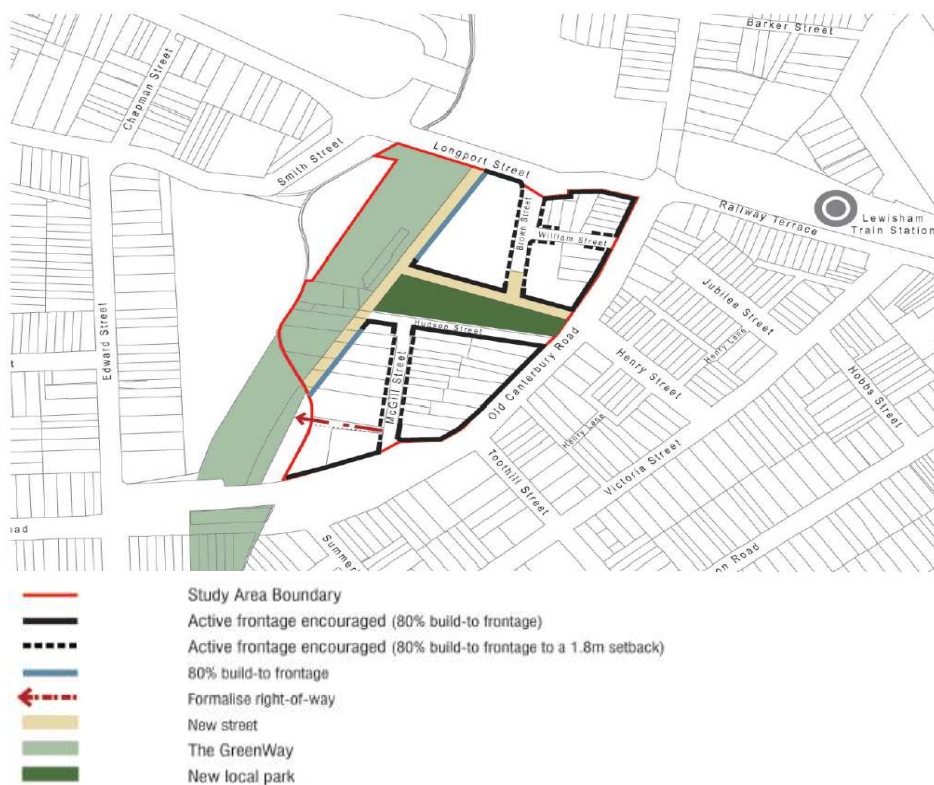 Barker Street
Chapman Street
Smith Street
Longport Street
Railway Terrace
Lewisham
Train Station
Brown Street
William Street
Jubilee Street
Hudson Street
Henry Lane
Henry Street
Hobbs Street
Edward Street
McGill Street
Old Canterbury Road
Henry Lane
Victoria Street
Toothill Street
t
oad
Summer
on Road
Study Area Boundary
Active frontage encouraged (80% build-to frontage)
Active frontage encouraged (80% build-to frontage to a 1.8m setback)
80% build-to frontage
Formalise right-of-way
New street
The GreenWay
New local park